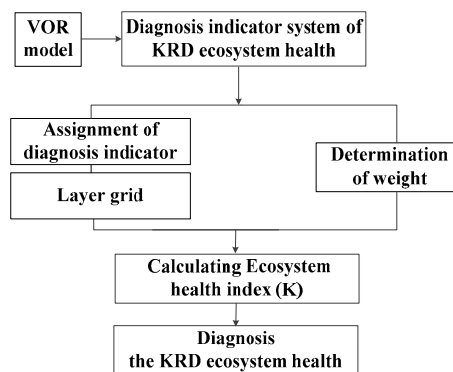 VOR
model
Diagnosis indicator system of
KRD ecosystem health
Assignment of
diagnosis indicator
Layer grid
Determination
of weight
Calculating Ecosystem
health index (K)
Diagnosis
the KRD ecosystem health